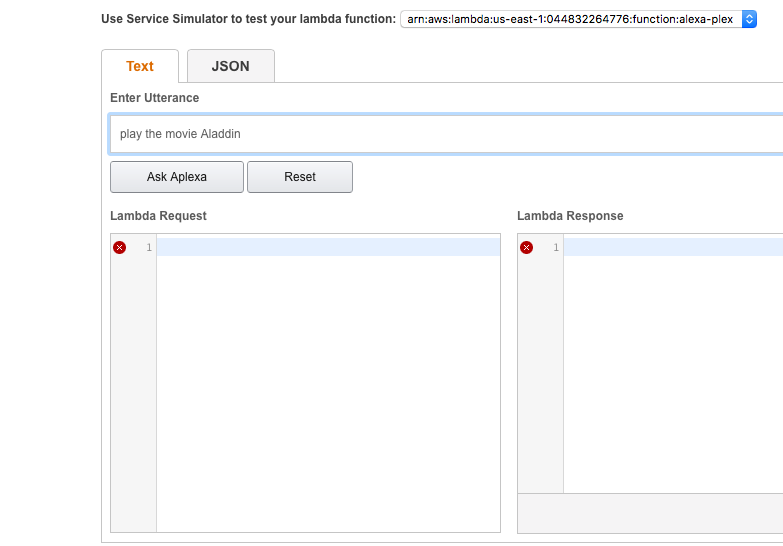 Use Service Simulator to test your lambda function: arn:aws:lambda:us-east-1:044832264776:function:alexa-plex
Text JSON
Enter Utterance
play the movie Aladdin
Ask Aplexa Reset
Lambda Request Lambda Response
1 1